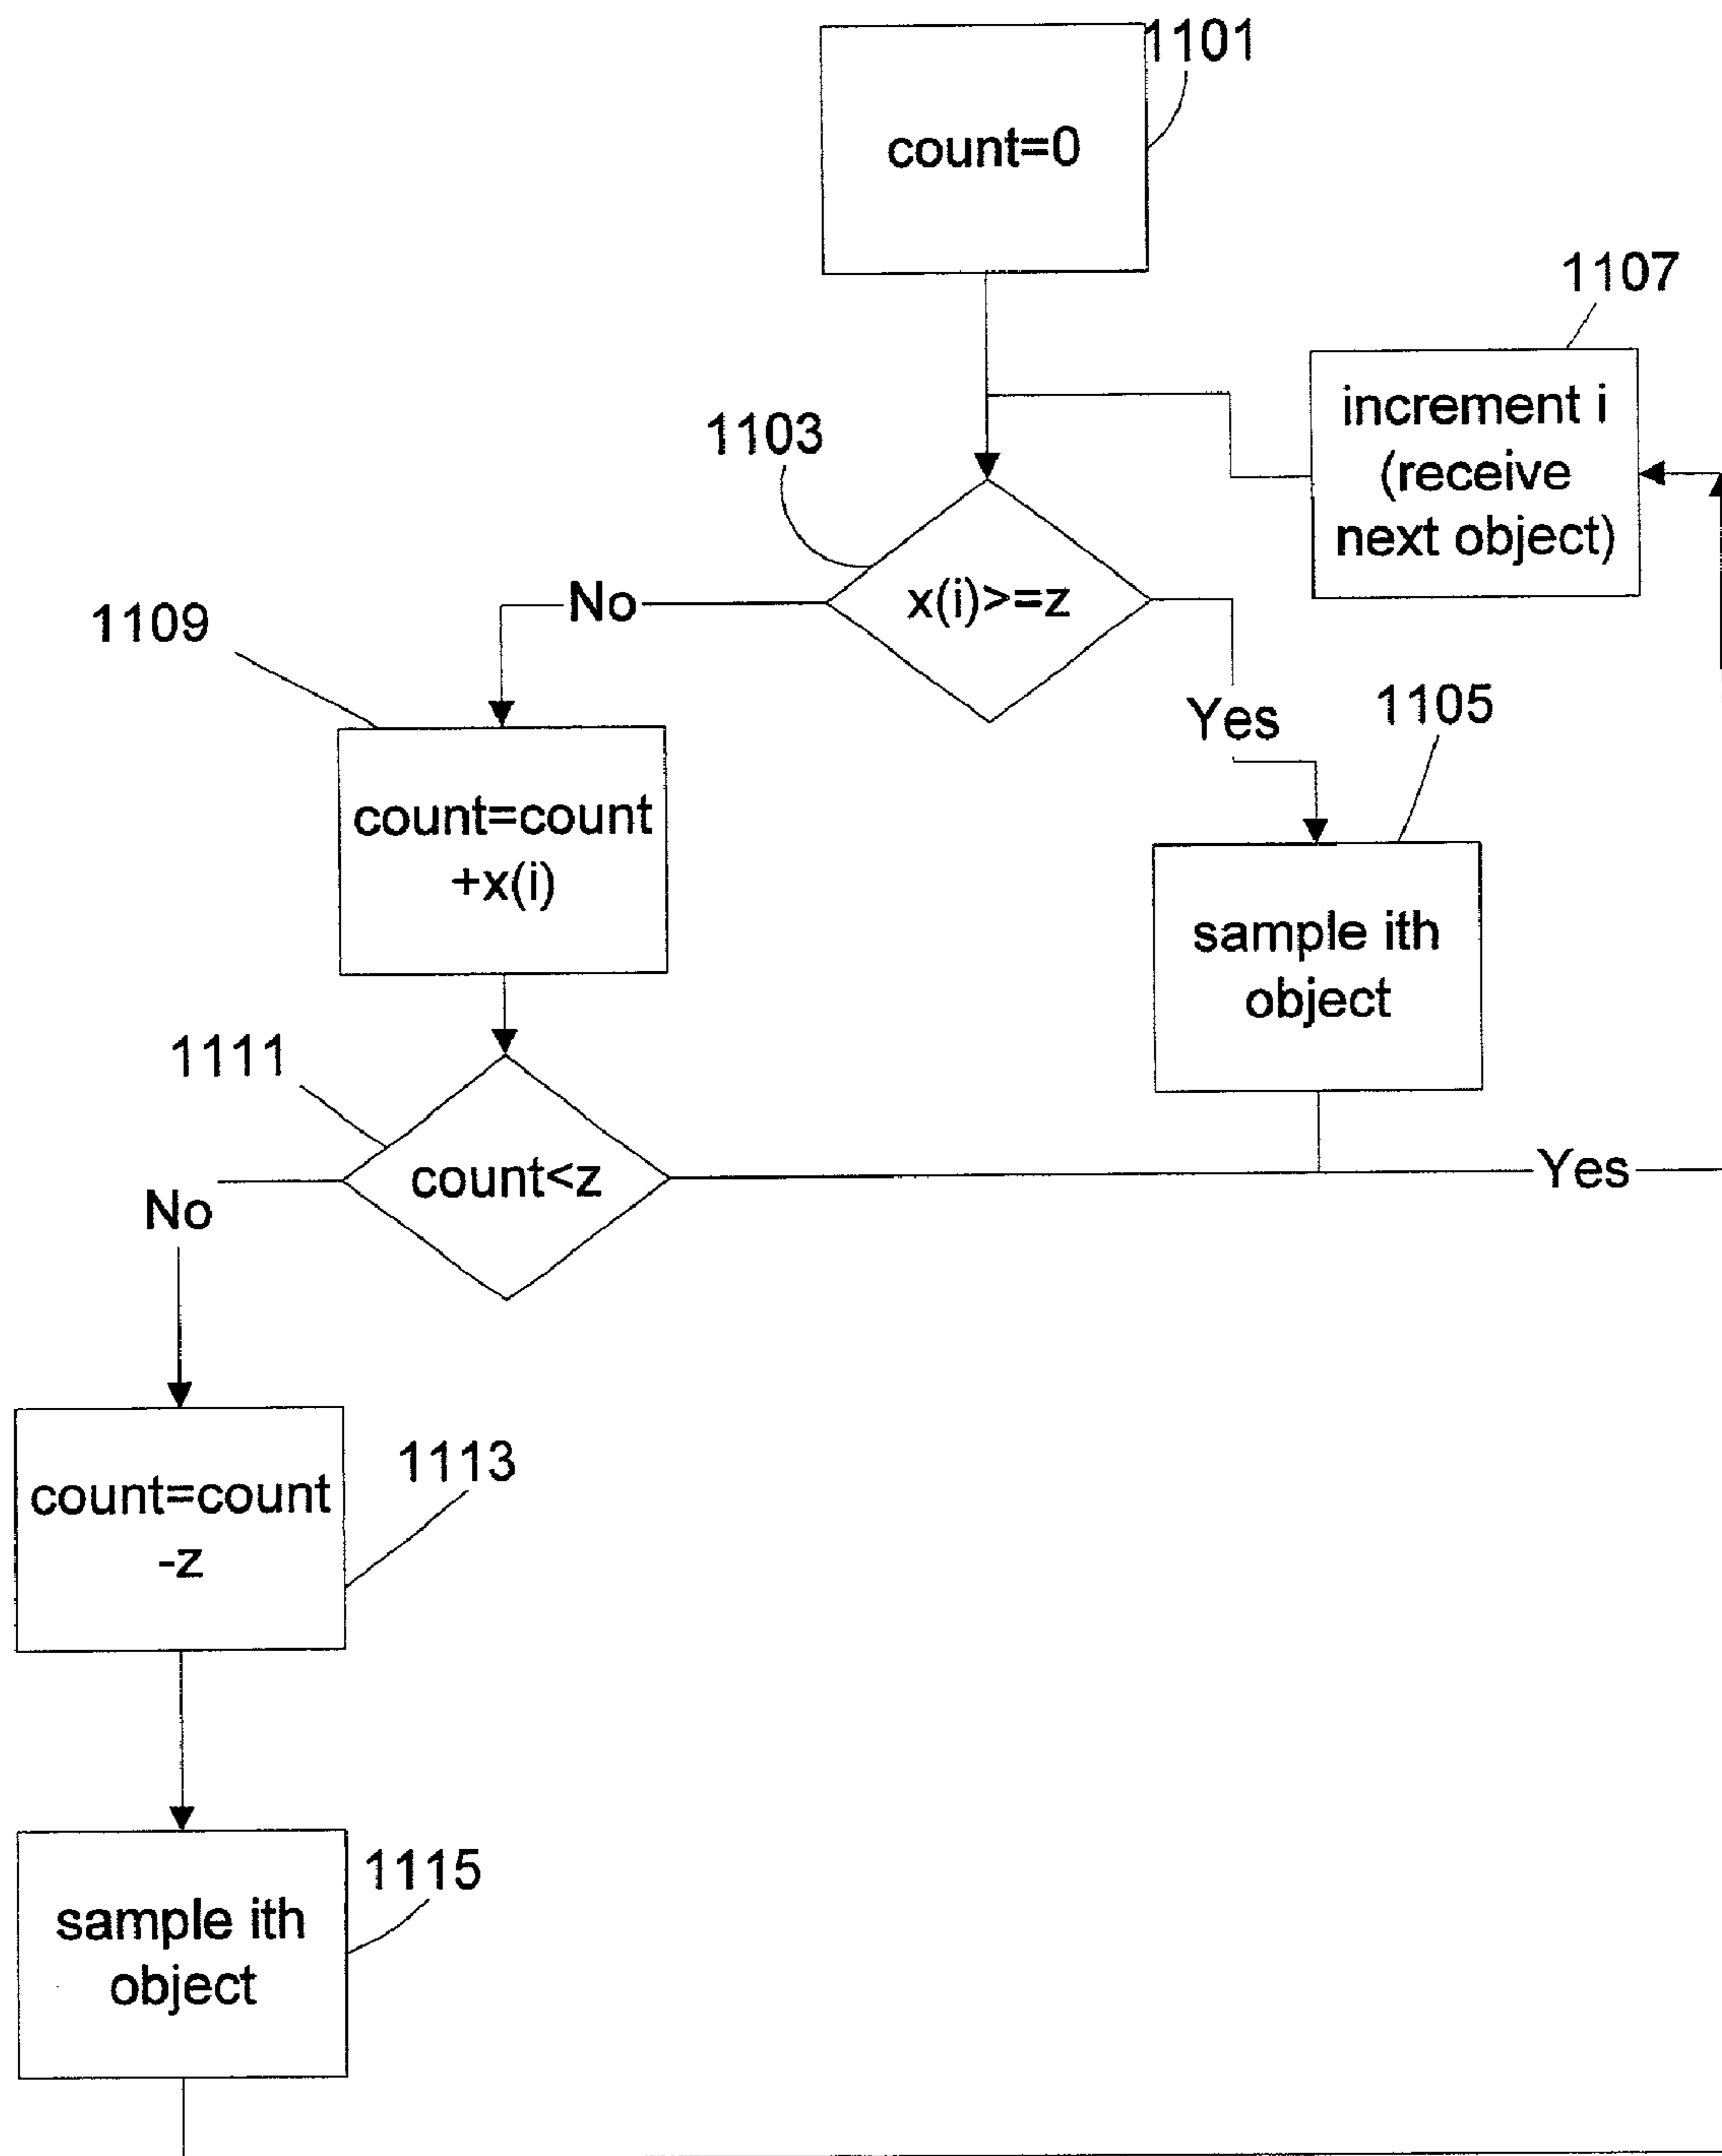 1101
count=0
1107
increment i
(receive
next object)
1103
x(i)>=z
No
Yes
1109
count=count
+x(i)
1105
sample ith
object
1111
count<z
No
Yes
1113
count=count
-z
1115
sample ith
object